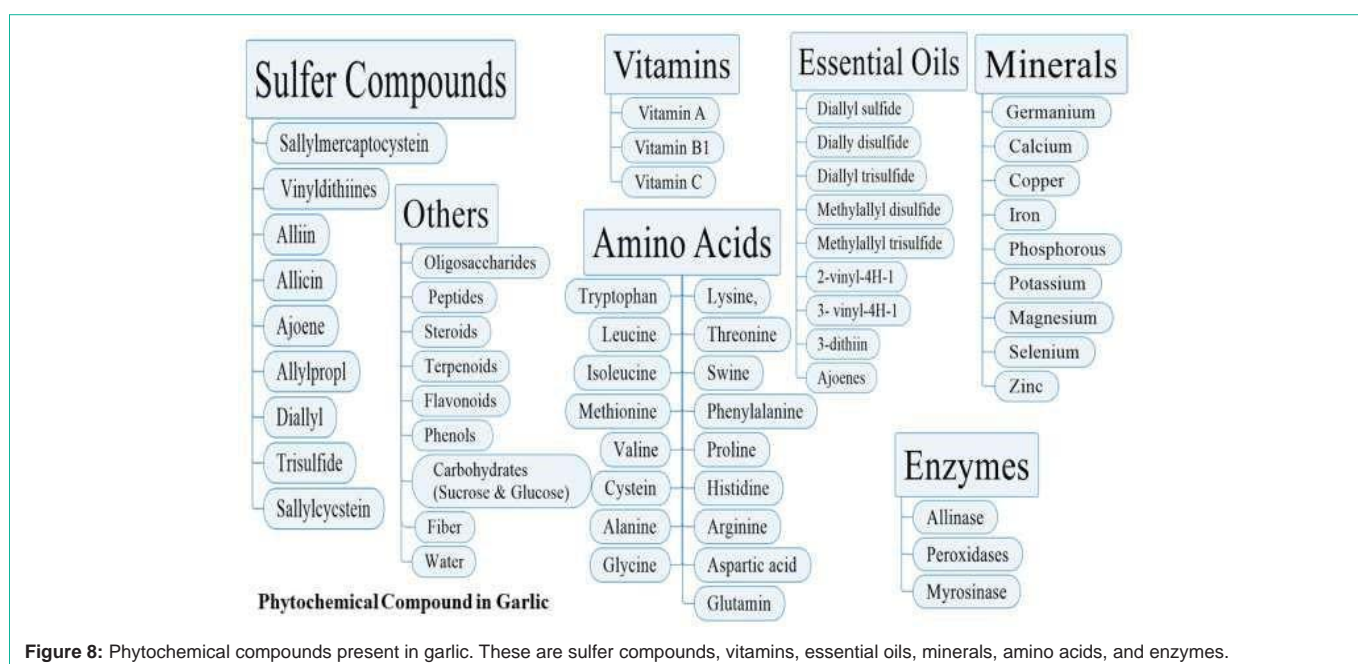 Sulfer Compounds
Sallylmercaptocystein
Vinyldithiines
Alliin
Allicin
Ajoene
Allylpropl
Diallyl
Trisulfide
Sallylcycstein
Others
Oligosaccharides
Peptides
Steroids
Terpenoids
Flavonoids
Phenols
Carbohydrates
(Sucrose & Glucose)
Fiber
Water
Vitamins
Vitamin A
Vitamin B1
Vitamin C
Amino Acids
Tryptophan
Lysine,
Leucine
Threonine
Isoleucine
Swine
Methionine
Phenylalanine
Valine
Proline
Cystein
Histidine
Alanine
Arginine
Glycine
Aspartic acid
Glutamin
Essential Oils
Diallyl sulfide
Dially disulfide
Diallyl trisulfide
Methylallyl disulfide
Methylallyl trisulfide
2-vinyl-4H-1
3- vinyl-4H-1
3-dithiin
Ajoenes
Minerals
Germanium
Calcium
Copper
Iron
Phosphorous
Potassium
Magnesium
Selenium
Zinc
Enzymes
Allinase
Peroxidases
Myrosinase
Phytochemical Compound in Garlic
Figure 8: Phytochemical compounds present in garlic. These are sulfer compounds, vitamins, essential oils, minerals, amino acids, and enzymes.